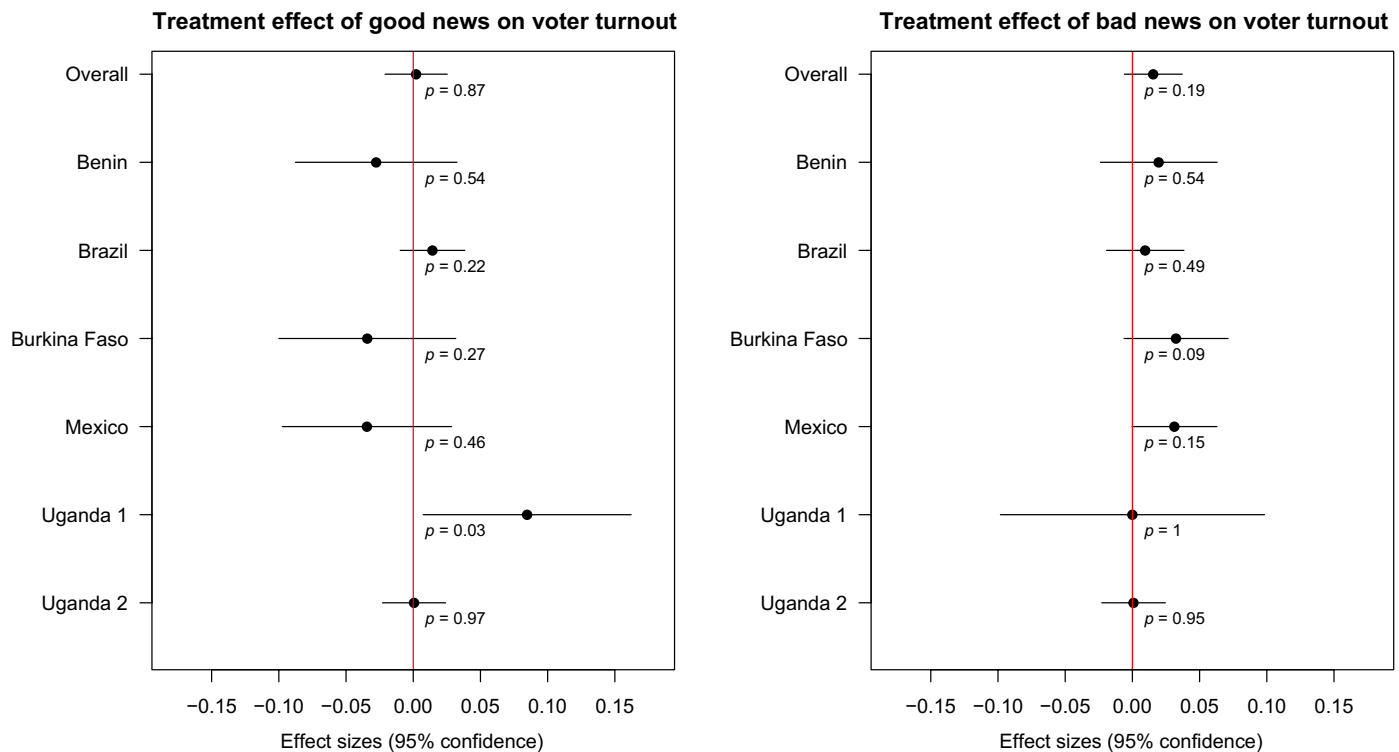 Treatment effect of good news on voter turnout
Overall
p = 0.87
Benin
p = 0.54
Brazil
p = 0.22
Burkina Faso
p = 0.27
Mexico
p = 0.46
Uganda 1
p = 0.03
Uganda 2
p = 0.97
−0.15 −0.10 −0.05 0.00 0.05 0.10 0.15
Effect sizes (95% confidence)
Treatment effect of bad news on voter turnout
Overall
p = 0.19
Benin
p = 0.54
Brazil
p = 0.49
Burkina Faso
p = 0.09
Mexico
p = 0.15
Uganda 1
p = 1
Uganda 2
p = 0.95
−0.15 −0.10 −0.05 0.00 0.05 0.10 0.15
Effect sizes (95% confidence)